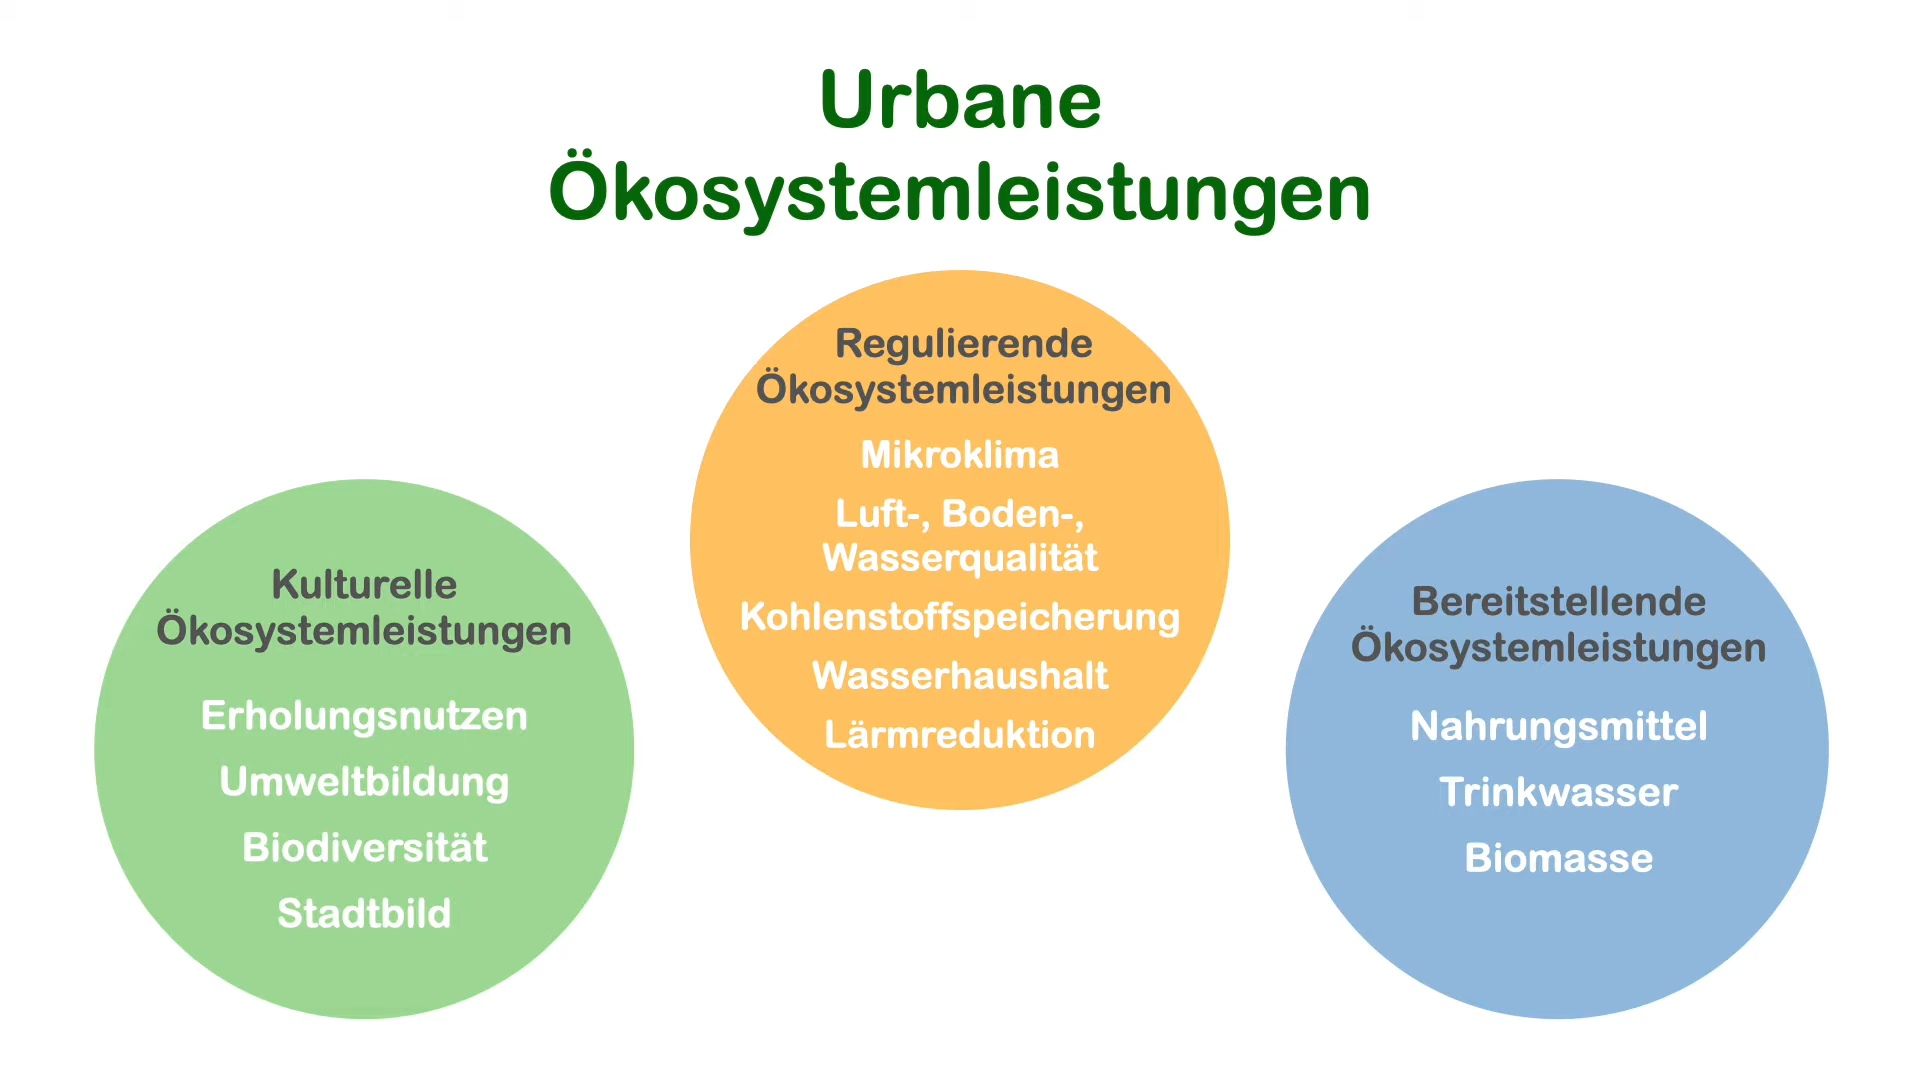 Urbane
Ökosystemleistungen
Kulturelle
Ökosystemleistungen
Erholungsnutzen
Umweltbildung
Biodiversität
Stadtbild
Regulierende
Ökosystemleistungen
Mikroklima
Luft-, Boden-,
Wasserqualität
Kohlenstoffspeicherung
Wasserhaushalt
Lärmreduktion
Bereitstellende
Ökosystemleistungen
Nahrungsmittel
Trinkwasser
Biomasse